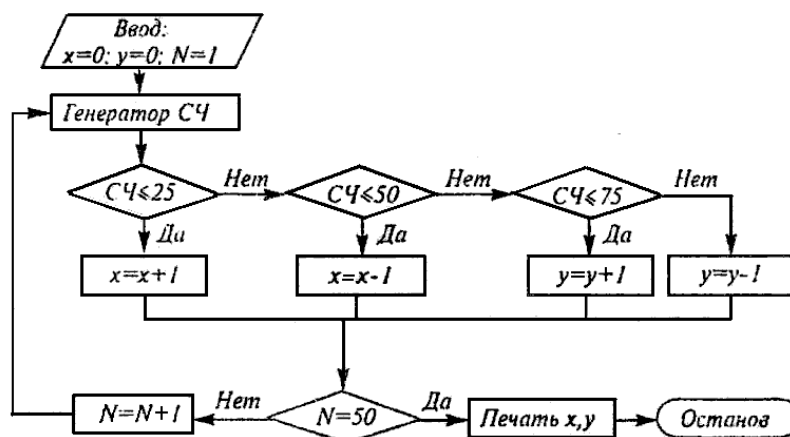 Ввод:
x=0; y=0; N=1
Генератор СЧ
СЧ≤25
Нет
СЧ≤50
Нет
СЧ≤75
Нет
Да
Да
Да
x=x+1
x=x-1
y=y+1
y=y-1
N=N+1
Нет
N=50
Да
Печать x,y
Останов